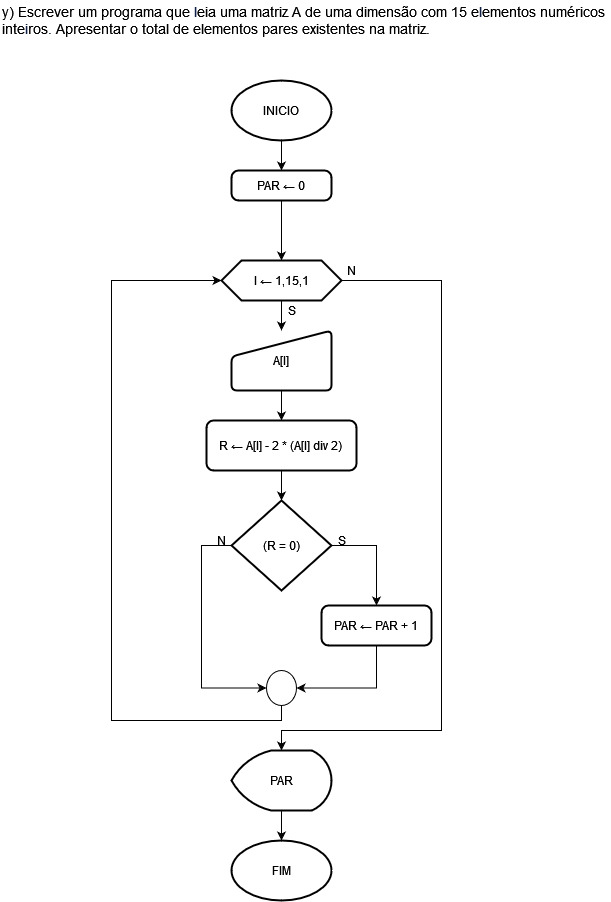 y) Escrever um programa que leia uma matriz A de uma dimensão com 15 elementos numéricos
inteiros. Apresentar o total de elementos pares existentes na matriz.
INICIO
PAR ← 0
I ← 1,15,1
N
S
A[I]
R ← A[I] - 2 * (A[I] div 2)
N
(R = 0)
S
PAR ← PAR + 1
PAR
FIM